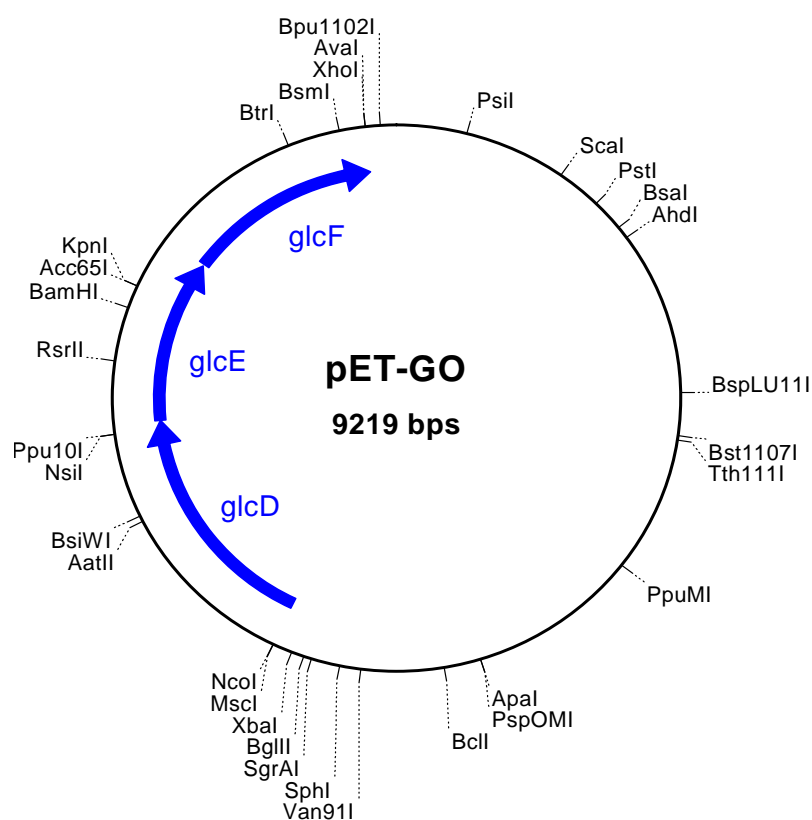 Bpu1102I
AvaI
XhoI
BsmI
BtrI
PsiI
ScaI
PstI
BsaI
AhdI
KpnI
Acc65I
BamHI
RsrII
Ppu10I
NsiI
BsiWI
AatII
glcF
glcE
glcD
pET-GO
9219 bps
BspLU11I
Bst1107I
Tth111I
PpuMI
ApaI
PspOMI
BclI
NcoI
MscI
XbaI
BglII
SgrAI
SphI
Van91I